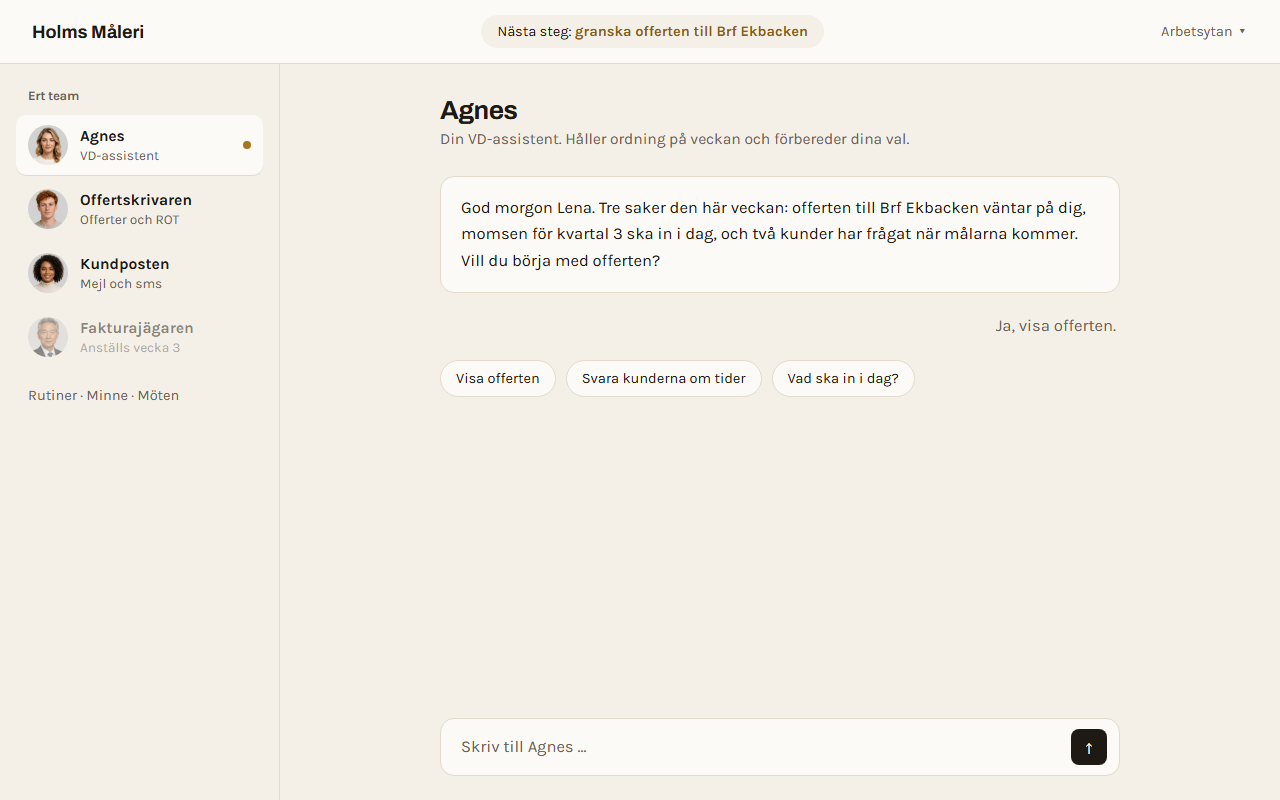 Holms Måleri
Nästa steg: granska offerten till Brf Ekbacken
Arbetsytan ▾
Ert team
Agnes
VD-assistent
Offertskrivaren
Offerter och ROT
Kundposten
Mejl och sms
Fakturajägaren
Anställs vecka 3
Rutiner · Minne · Möten
Agnes
Din VD-assistent. Håller ordning på veckan och förbereder dina val.
God morgon Lena. Tre saker den här veckan: offerten till Brf Ekbacken väntar på dig,
momsen för kvartal 3 ska in i dag, och två kunder har frågat när målarna kommer.
Vill du börja med offerten?
Ja, visa offerten.
Visa offerten
Svara kunderna om tider
Vad ska in i dag?
Skriv till Agnes …
↑